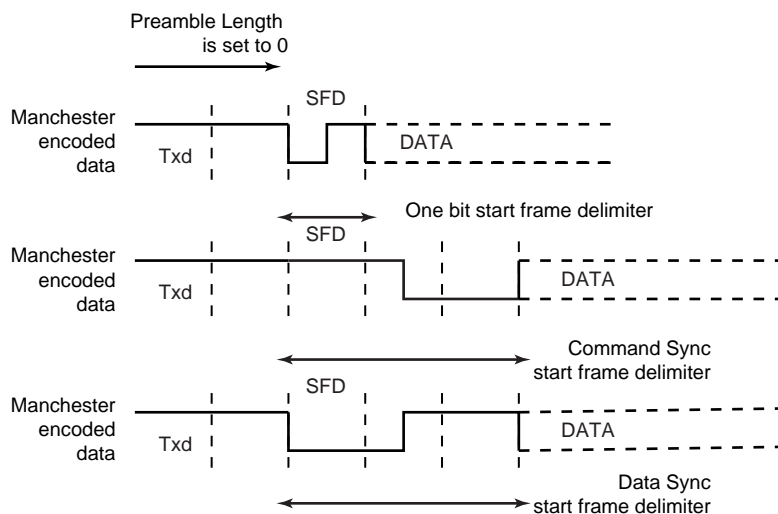 Preamble Length
is set to 0
SFD
Manchester
encoded
data
Txd
DATA
One bit start frame delimiter
SFD
Manchester
encoded
data
Txd
DATA
Command Sync
start frame delimiter
SFD
Manchester
encoded
data
Txd
DATA
Data Sync
start frame delimiter